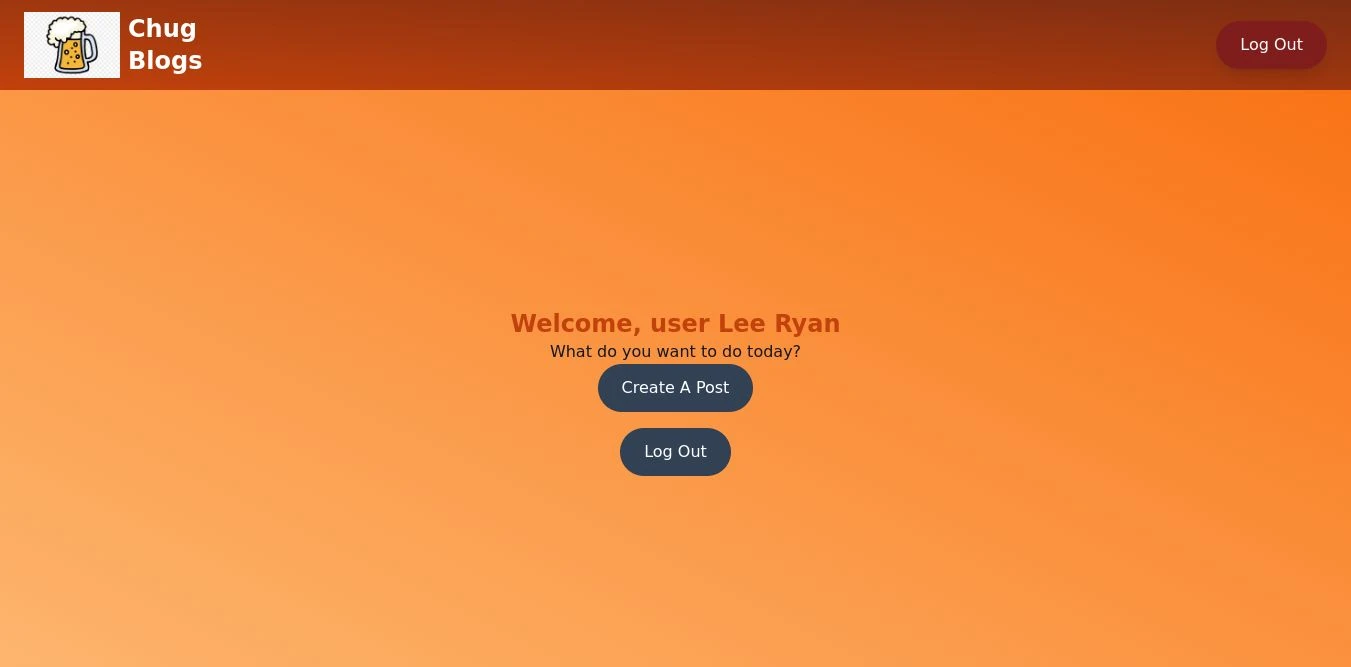 Chug
Blogs
Log Out
Welcome, user Lee Ryan
What do you want to do today?
Create A Post
Log Out